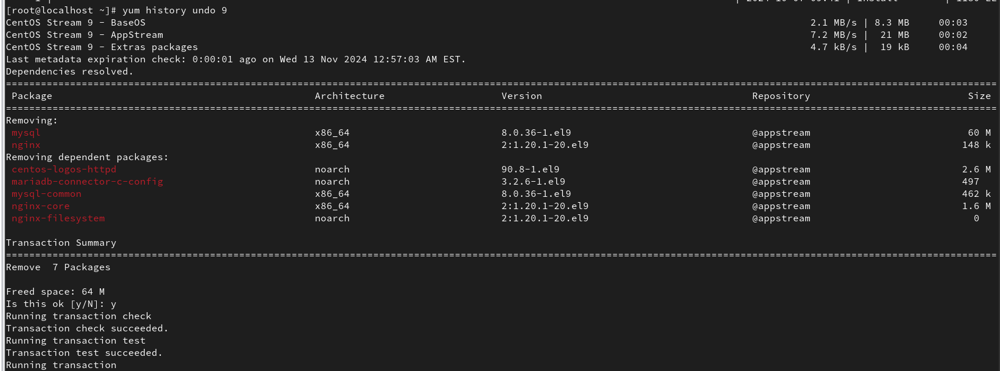 [root@localhost ~]# yum history undo 9
CentOS Stream 9 - BaseOS 2.1 MB/s | 8.3 MB 00:03
CentOS Stream 9 - AppStream 7.2 MB/s | 21 MB 00:02
CentOS Stream 9 - Extras packages 4.7 kB/s | 19 kB 00:04
Last metadata expiration check: 0:00:01 ago on Wed 13 Nov 2024 12:57:03 AM EST.
Dependencies resolved.
================================================================================
Package Architecture Version Repository Size
================================================================================
Removing:
mysql x86_64 8.0.36-1.el9 @appstream 60 M
nginx x86_64 2:1.20.1-20.el9 @appstream 148 k
Removing dependent packages:
centos-logos-httpd noarch 90.8-1.el9 @appstream 2.6 M
mariadb-connector-c-config noarch 3.2.6-1.el9 @appstream 497
mysql-common x86_64 8.0.36-1.el9 @appstream 462 k
nginx-core x86_64 2:1.20.1-20.el9 @appstream 1.6 M
nginx-filesystem noarch 2:1.20.1-20.el9 @appstream 0
Transaction Summary
================================================================================
Remove 7 Packages
Freed space: 64 M
Is this ok [y/N]: y
Running transaction check
Transaction check succeeded.
Running transaction test
Transaction test succeeded.
Running transaction